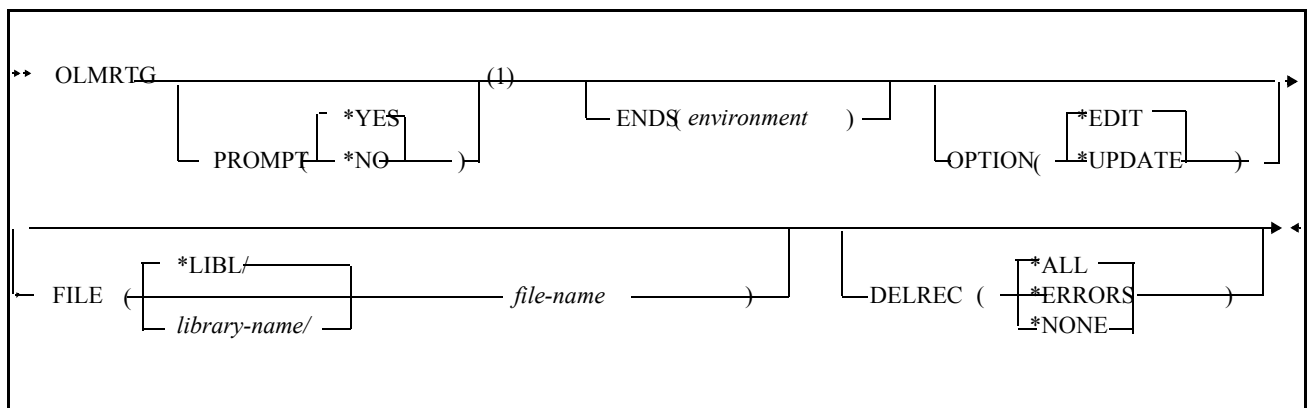 OLMRTG (1)
*YES *EDIT
ENDS( environment )
PROMPT( *NO ) OPTION( *UPDATE )
*LIBL/ *ALL
FILE ( file-name ) DELREC ( *ERRORS )
library-name/ *NONE